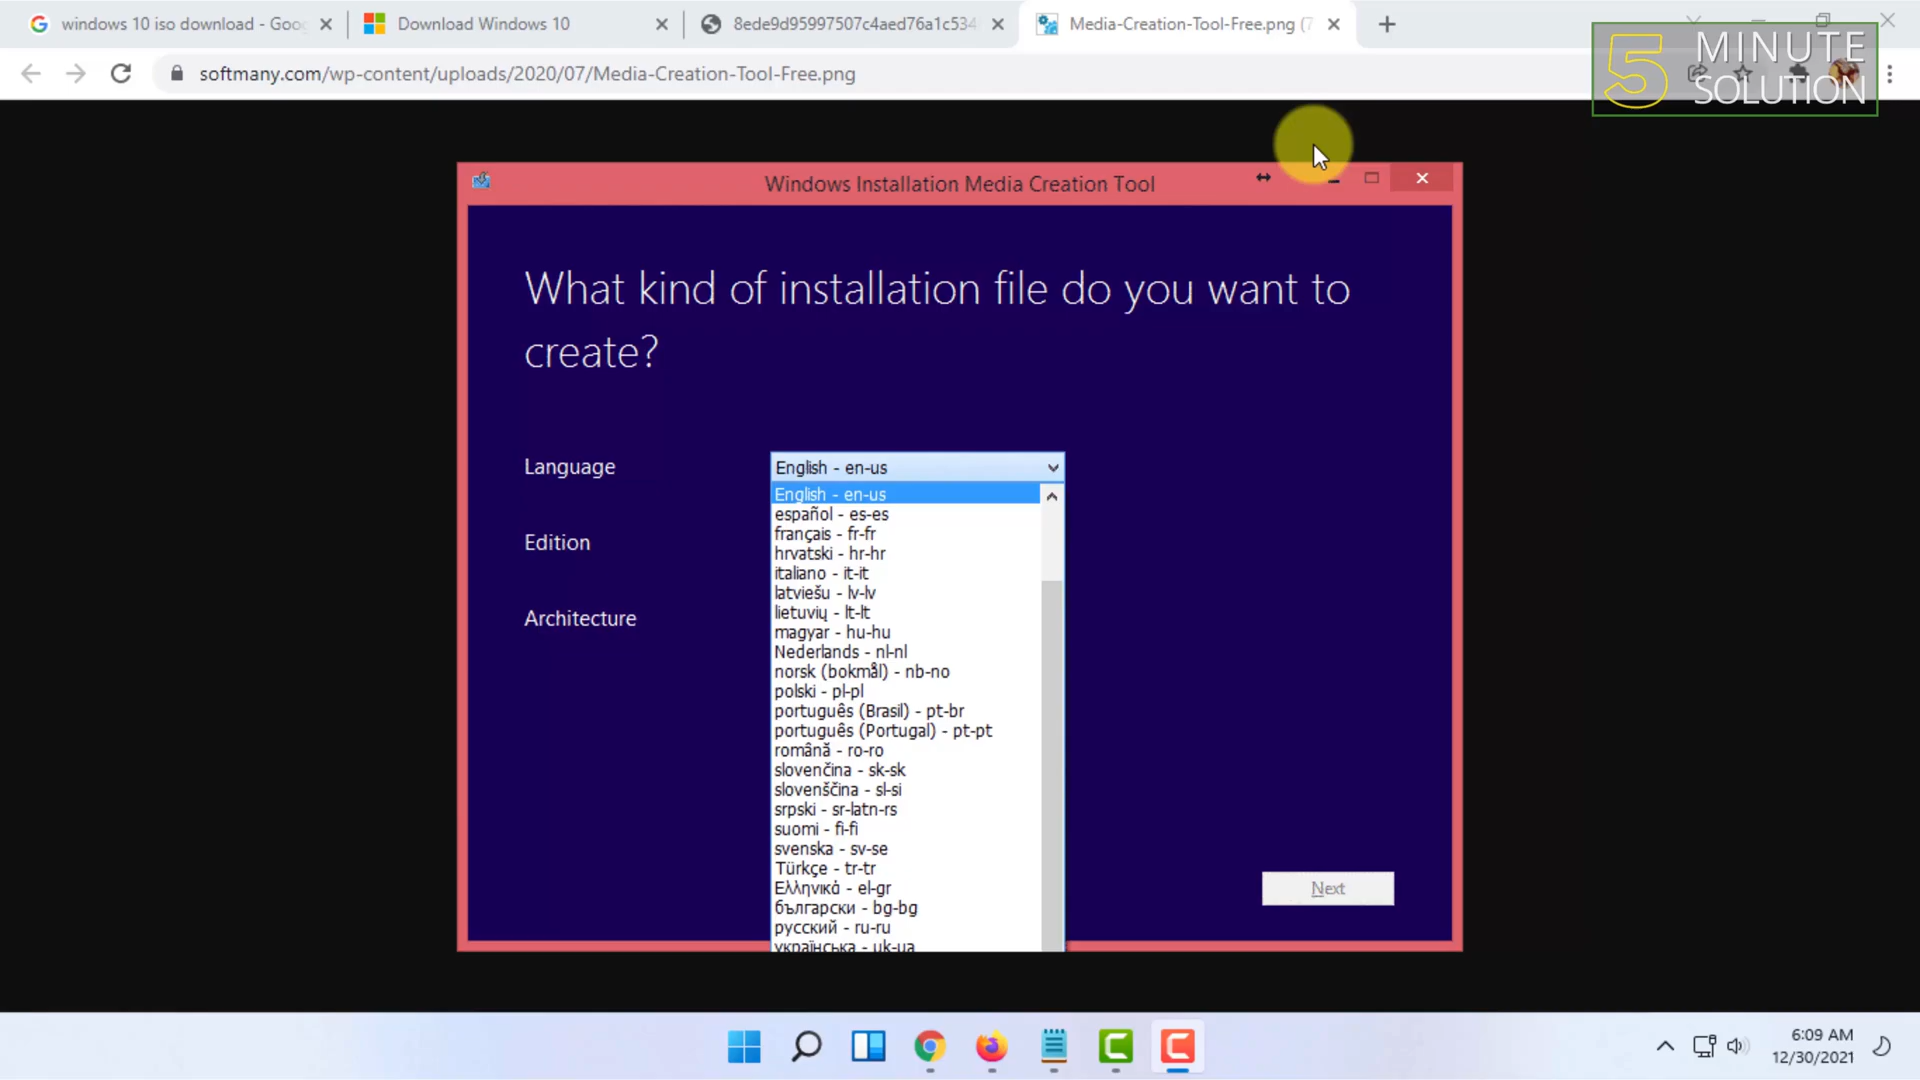 windows 10 iso download - Goo
Download Windows 10
8ede9d95997507c4aed76a1c534
Media-Creation-Tool-Free.png (7
softmany.com/wp-content/uploads/2020/07/Media-Creation-Tool-Free.png
5 MINUTE
SOLUTION
Windows Installation Media Creation Tool
What kind of installation file do you want to
create?
Language
English - en-us
English - en-us
español - es-es
français - fr-fr
hrvatski - hr-hr
italiano - it-it
latviešu - lv-lv
lietuvių - lt-lt
magyar - hu-hu
Nederlands - nl-nl
norsk (bokmål) - nb-no
polski - pl-pl
português (Brasil) - pt-br
português (Portugal) - pt-pt
română - ro-ro
slovenčina - sk-sk
slovenščina - sl-si
srpski - sr-latn-rs
suomi - fi-fi
svenska - sv-se
Türkçe - tr-tr
Ελληνικά - el-gr
български - bg-bg
русский - ru-ru
українська - uk-ua
Edition
Architecture
Next
6:09 AM
12/30/2021